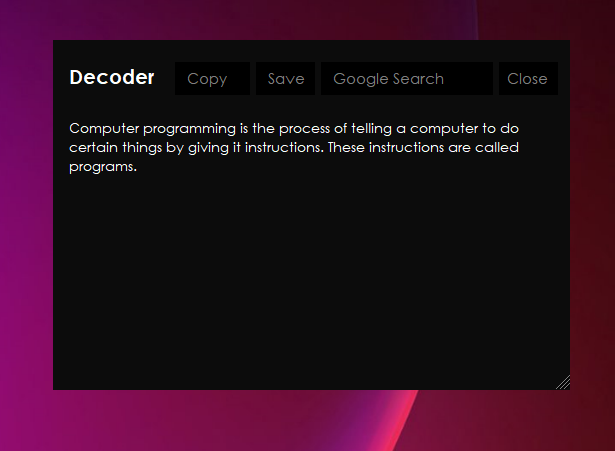 Decoder Copy Save Google Search Close
Computer programming is the process of telling a computer to do
certain things by giving it instructions. These instructions are called
programs.